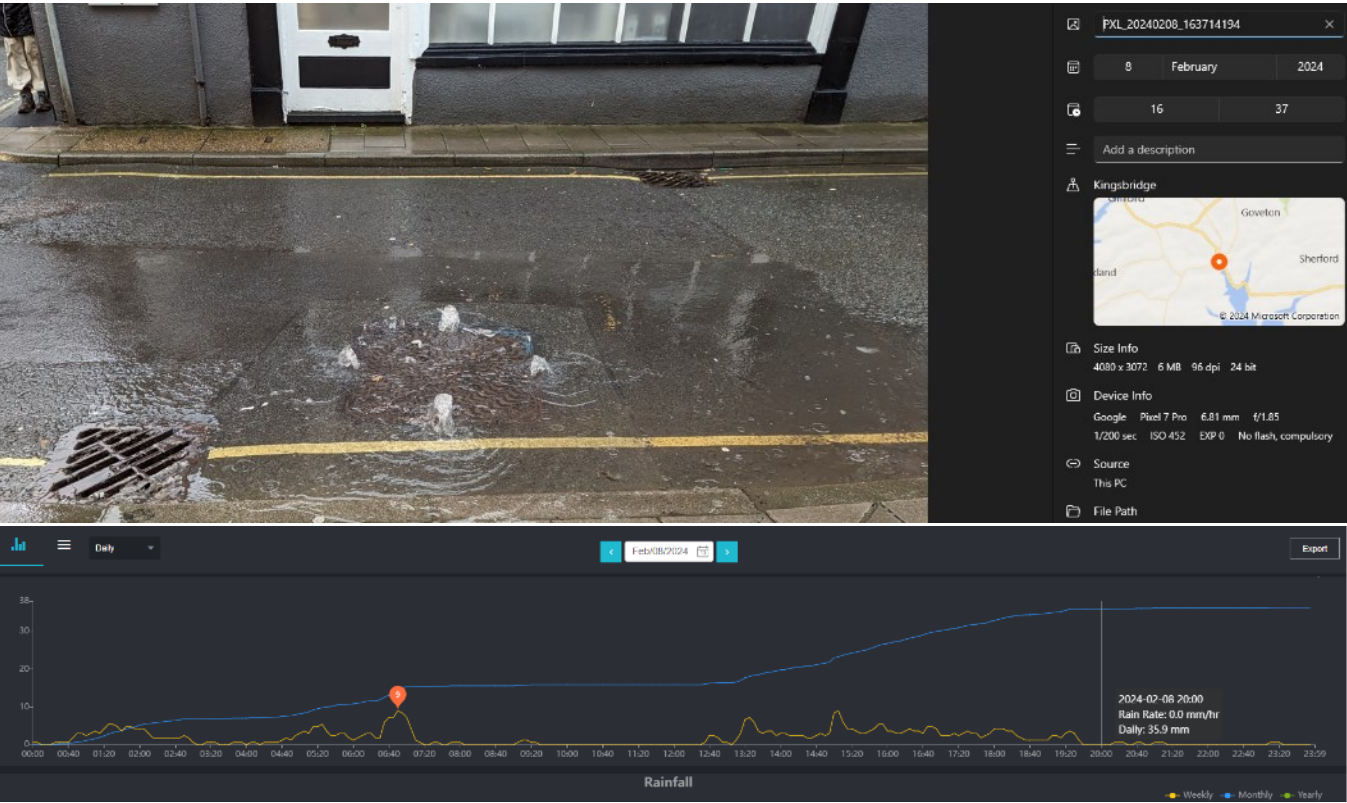 PXL_20240208_163714194
8 February 2024
16 37
Add a description
Kingsbridge
Goveton
Sherford
© 2024 Microsoft Corporation
Size Info
4080 x 3072 6 MB 96 dpi 24 bit
Device Info
Google Pixel 7 Pro 6.81 mm f/1.85
1/200 sec ISO 452 EXP 0 No flash, compulsory
Source
This PC
File Path
Daily
Feb/08/2024
Export
38
30
20
10
0
9
2024-02-08 20:00
Rain Rate: 0.0 mm/hr
Daily: 35.9 mm
00:00 00:40 01:20 02:00 02:40 03:20 04:00 04:40 05:20 06:00 06:40 07:20 08:00 08:40 09:20 10:00 10:40 11:20 12:00 12:40 13:20 14:00 14:40 15:20 16:00 16:40 17:20 18:00 18:40 19:20 20:00 20:40 21:20 22:00 22:40 23:20 23:59
Rainfall
Weekly Monthly Yearly